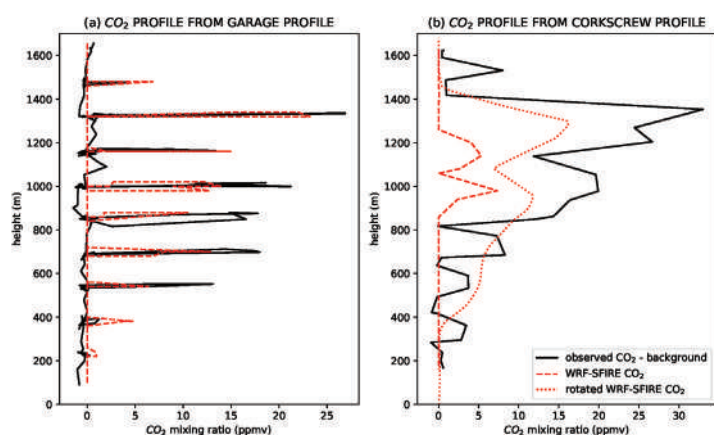 (a) CO2 PROFILE FROM GARAGE PROFILE
(b) CO2 PROFILE FROM CORKSCREW PROFILE
1600
1400
1200
1000
800
600
400
200
0
height (m)
0 5 10 15 20 25
CO2 mixing ratio (ppmv)
1600
1400
1200
1000
800
600
400
200
0
height (m)
observed CO2 - background
WRF-SFIRE CO2
rotated WRF-SFIRE CO2
0 5 10 15 20 25 30
CO2 mixing ratio (ppmv)